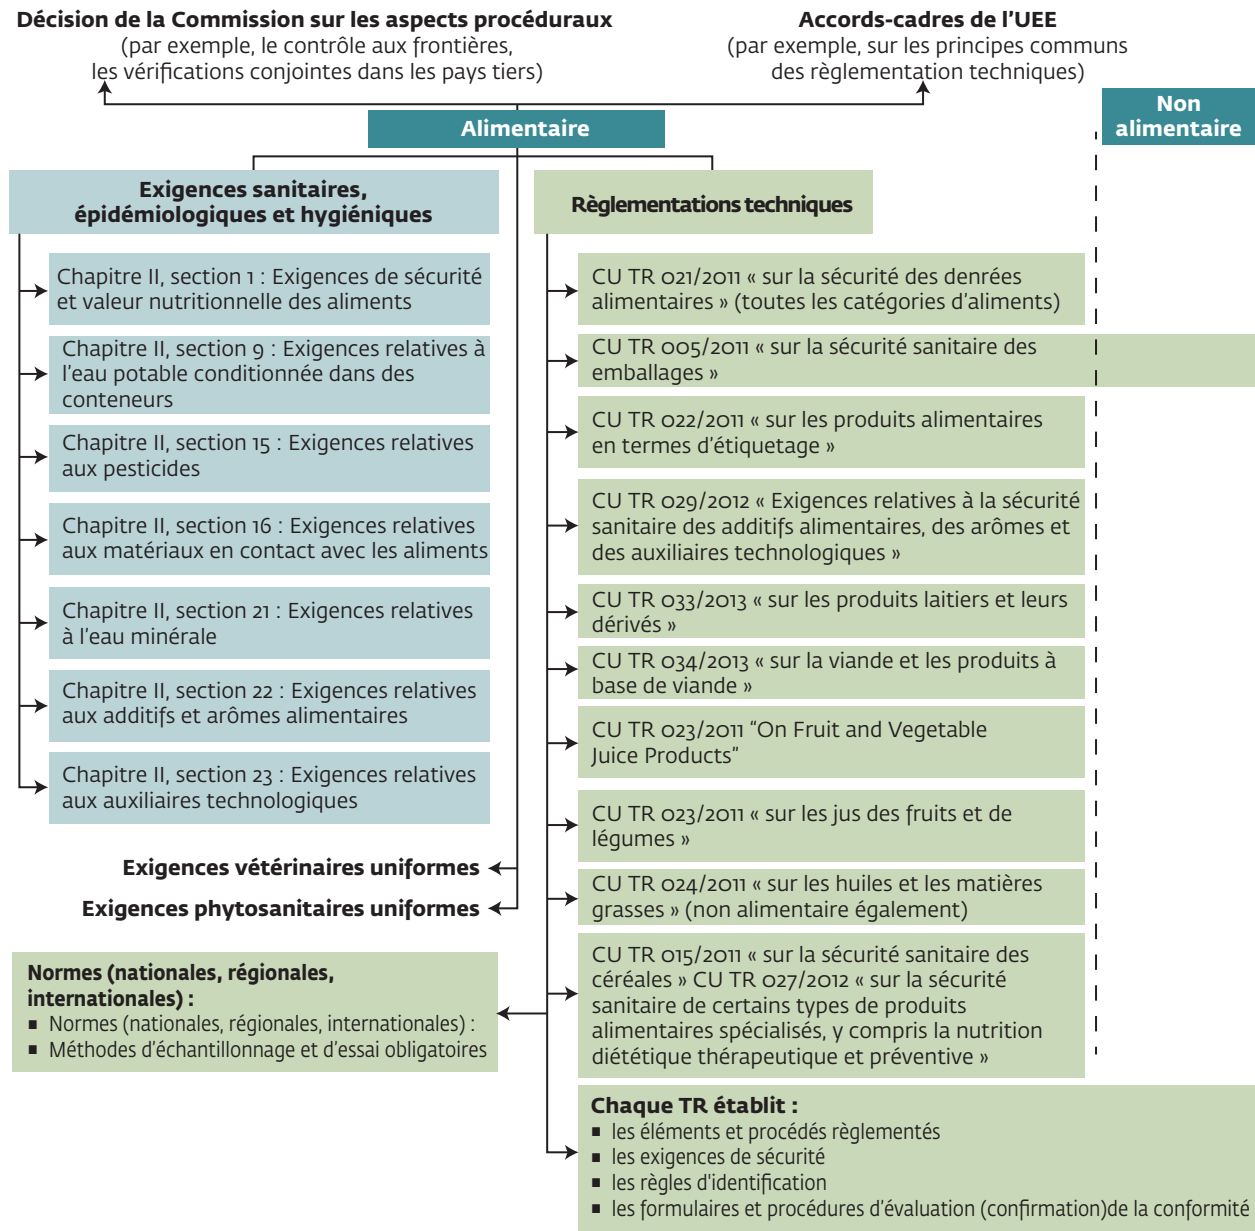 Décision de la Commission sur les aspects procéduraux
(par exemple, le contrôle aux frontières,
les vérifications conjointes dans les pays tiers)
Accords-cadres de l'UEE
(par exemple, sur les principes communs
des règlementation techniques)
Alimentaire
Non
alimentaire
Exigences sanitaires,
épidémiologiques et hygiéniques
Chapitre II, section 1 : Exigences de sécurité
et valeur nutritionnelle des aliments
Chapitre II, section 9 : Exigences relatives à
l'eau potable conditionnée dans des
conteneurs
Chapitre II, section 15 : Exigences relatives
aux pesticides
Chapitre II, section 16 : Exigences relatives
aux matériaux en contact avec les aliments
Chapitre II, section 21 : Exigences relatives
à l'eau minérale
Chapitre II, section 22 : Exigences relatives
aux additifs et arômes alimentaires
Chapitre II, section 23 : Exigences relatives
aux auxiliaires technologiques
Exigences vétérinaires uniformes
Exigences phytosanitaires uniformes
Normes (nationales, régionales,
internationales) :
▪ Normes (nationales, régionales, internationales) :
▪ Méthodes d'échantillonnage et d'essai obligatoires
Règlementations techniques
CU TR 021/2011 « sur la sécurité des denrées
alimentaires » (toutes les catégories d'aliments)
CU TR 005/2011 « sur la sécurité sanitaire des
emballages »
CU TR 022/2011 « sur les produits alimentaires
en termes d'étiquetage »
CU TR 029/2012 « Exigences relatives à la sécurité
sanitaire des additifs alimentaires, des arômes et
des auxiliaires technologiques »
CU TR 033/2013 « sur les produits laitiers et leurs
dérivés »
CU TR 034/2013 « sur la viande et les produits à
base de viande »
CU TR 023/2011 “On Fruit and Vegetable
Juice Products”
CU TR 023/2011 « sur les jus des fruits et de
légumes »
CU TR 024/2011 « sur les huiles et les matières
grasses » (non alimentaire également)
CU TR 015/2011 « sur la sécurité sanitaire des
céréales » CU TR 027/2012 « sur la sécurité
sanitaire de certains types de produits
alimentaires spécialisés, y compris la nutrition
diététique thérapeutique et préventive »
Chaque TR établit :
▪ les éléments et procédés règlementés
▪ les exigences de sécurité
▪ les règles d'identification
▪ les formulaires et procédures d'évaluation (confirmation)de la conformité